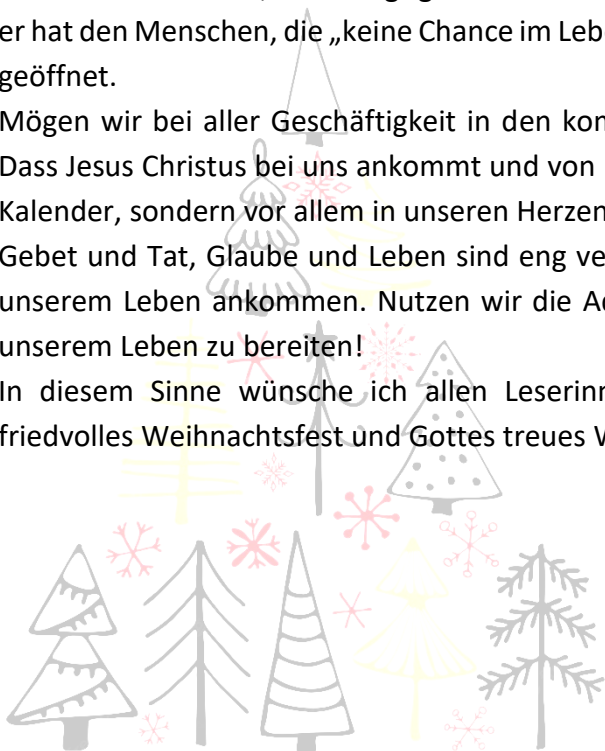 er hat den Menschen, die „keine Chance im Lebe
geöffnet.
Mögen wir bei aller Geschäftigkeit in den kom
Dass Jesus Christus bei uns ankommt und von
Kalender, sondern vor allem in unseren Herzen
Gebet und Tat, Glaube und Leben sind eng ve
unserem Leben ankommen. Nutzen wir die A
unserem Leben zu bereiten!
In diesem Sinne wünsche ich allen Leserinn
friedvolles Weihnachtsfest und Gottes treues